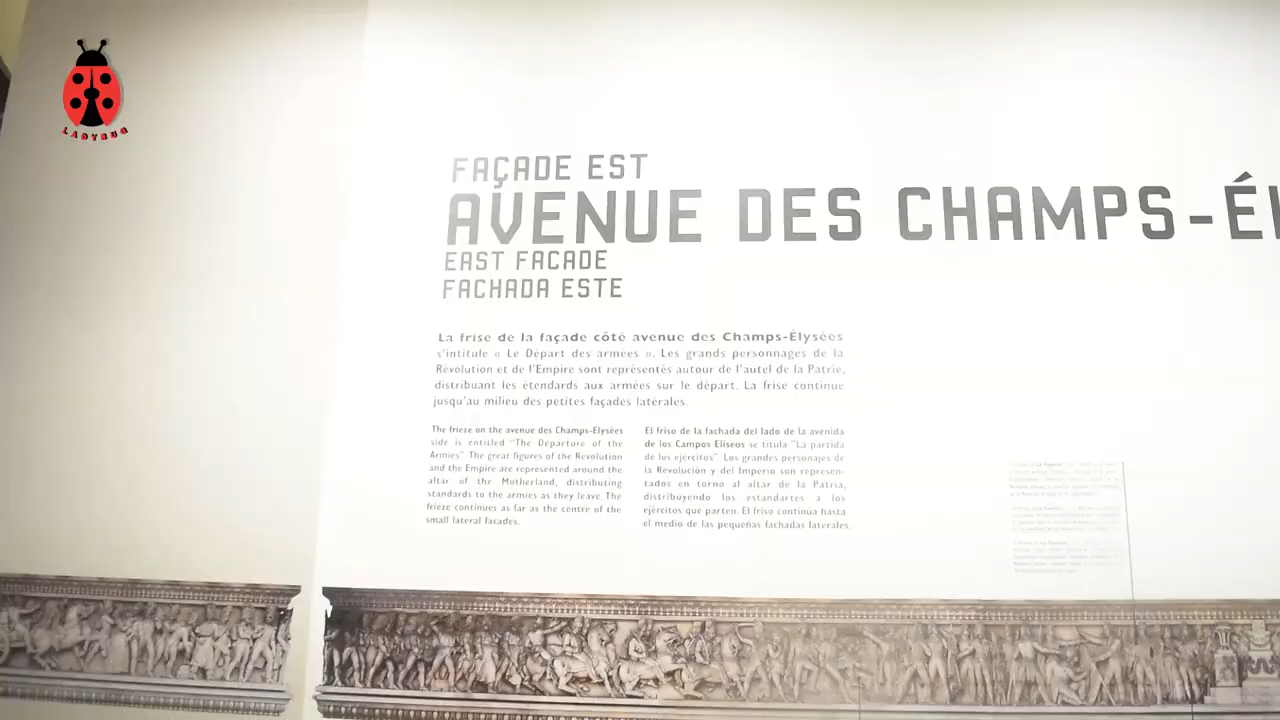 LADYBUG
FAÇADE EST
AVENUE DES CHAMPS-ÉL
EAST FACADE
FACHADA ESTE
La frise de la façade côté avenue des Champs-Élysées
s'intitule « Le Départ des armées ». Les grands personnages de la
Revolution et de l'Empire sont représentés autour de l'autel de la Patrie,
distribuant les étendards aux armées sur le départ. La frise continue
jusqu'au milieu des petites façades latérales.
The frieze on the avenue des Champs-Elysées
side is entitled "The Departure of the
Armies" The great figures of the Revolution
and the Empire are represented around the
altar of the Motherland, distributing
standards to the armies as they leave. The
frieze continues as far as the centre of the
small lateral facades.
El friso de la fachada del lado de la avenida
de los Campos Elíseos se titula "La partida
de los ejércitos" Los grandes personajes de
la Revolución y del Imperio son represen-
tados en torno al altar de la Patria,
distribuyendo los estandartes a los
ejércitos que parten. El friso continúa hasta
el medio de las pequeñas fachadas laterales.